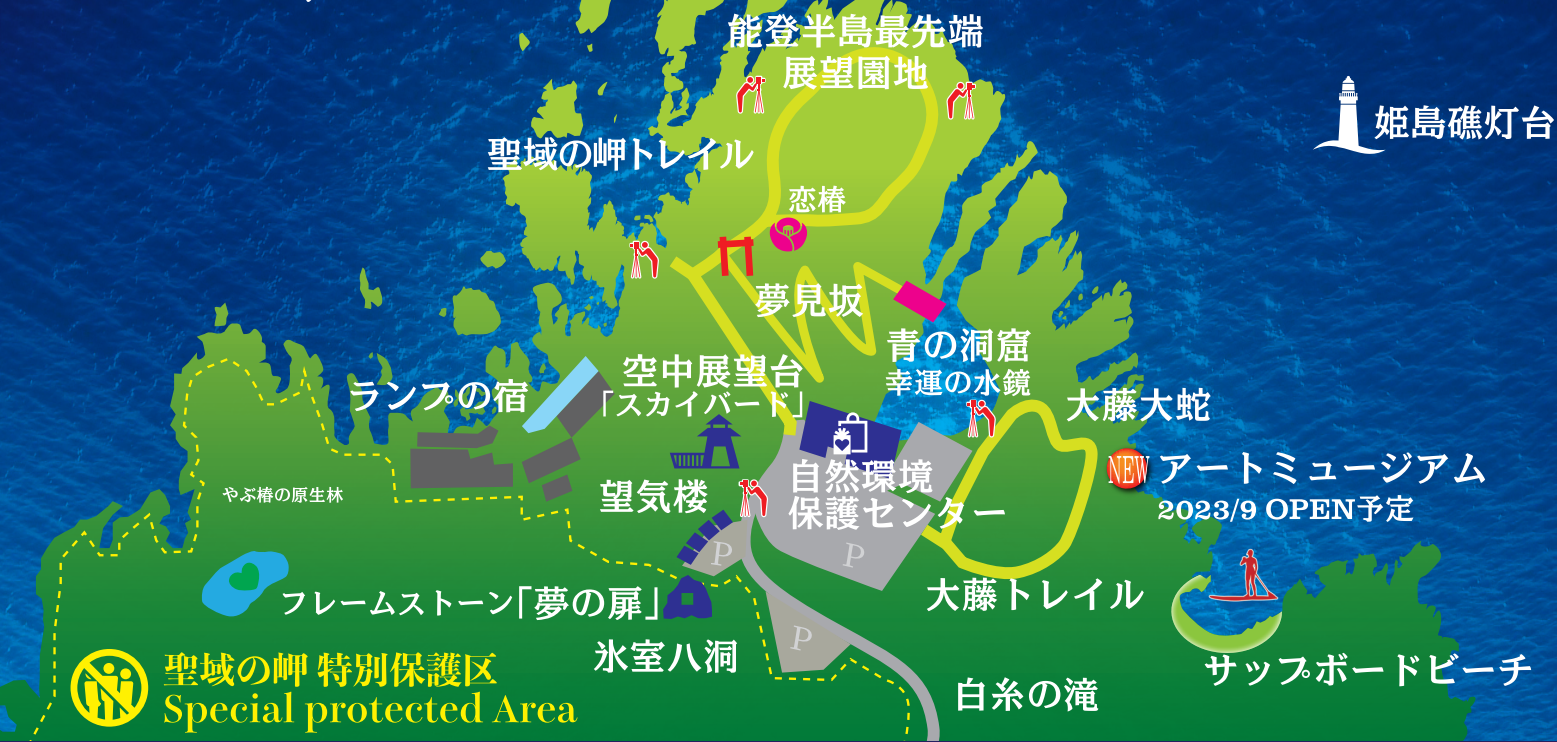 能登半島最先端
展望園地
姫島礁灯台
聖域の岬トレイル
恋椿
夢見坂
青の洞窟
幸運の水鏡
空中展望台
「スカイバード」
ランプの宿
大藤大蛇
NEW アートミュージアム
2023/9 OPEN予定
自然環境
保護センター
望気楼
やぶ椿の原生林
P
P
フレームストーン「夢の扉」
大藤トレイル
P
氷室八洞
サップボードビーチ
聖域の岬 特別保護区
Special protected Area
白糸の滝